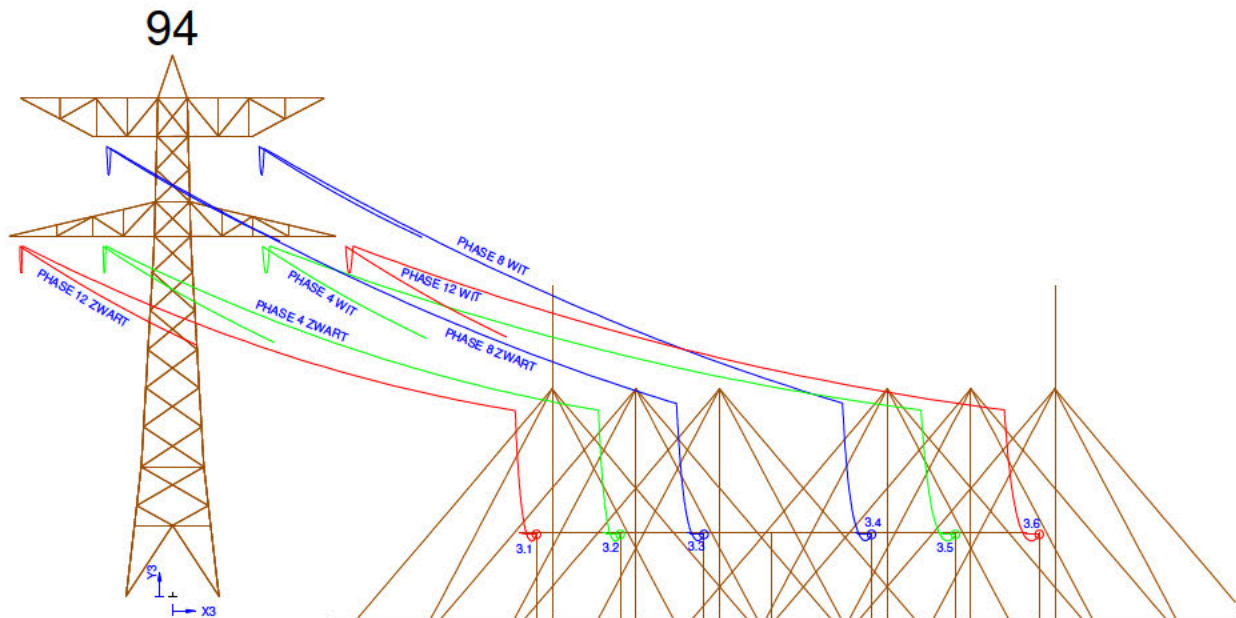 94
PHASE 8 WIT
PHASE 12 WIT
PHASE 12 ZWART
PHASE 4 WIT
PHASE 4 ZWART
PHASE 8 ZWART
3.1
3.2
3.3
3.4
3.5
3.6
Y3
X3